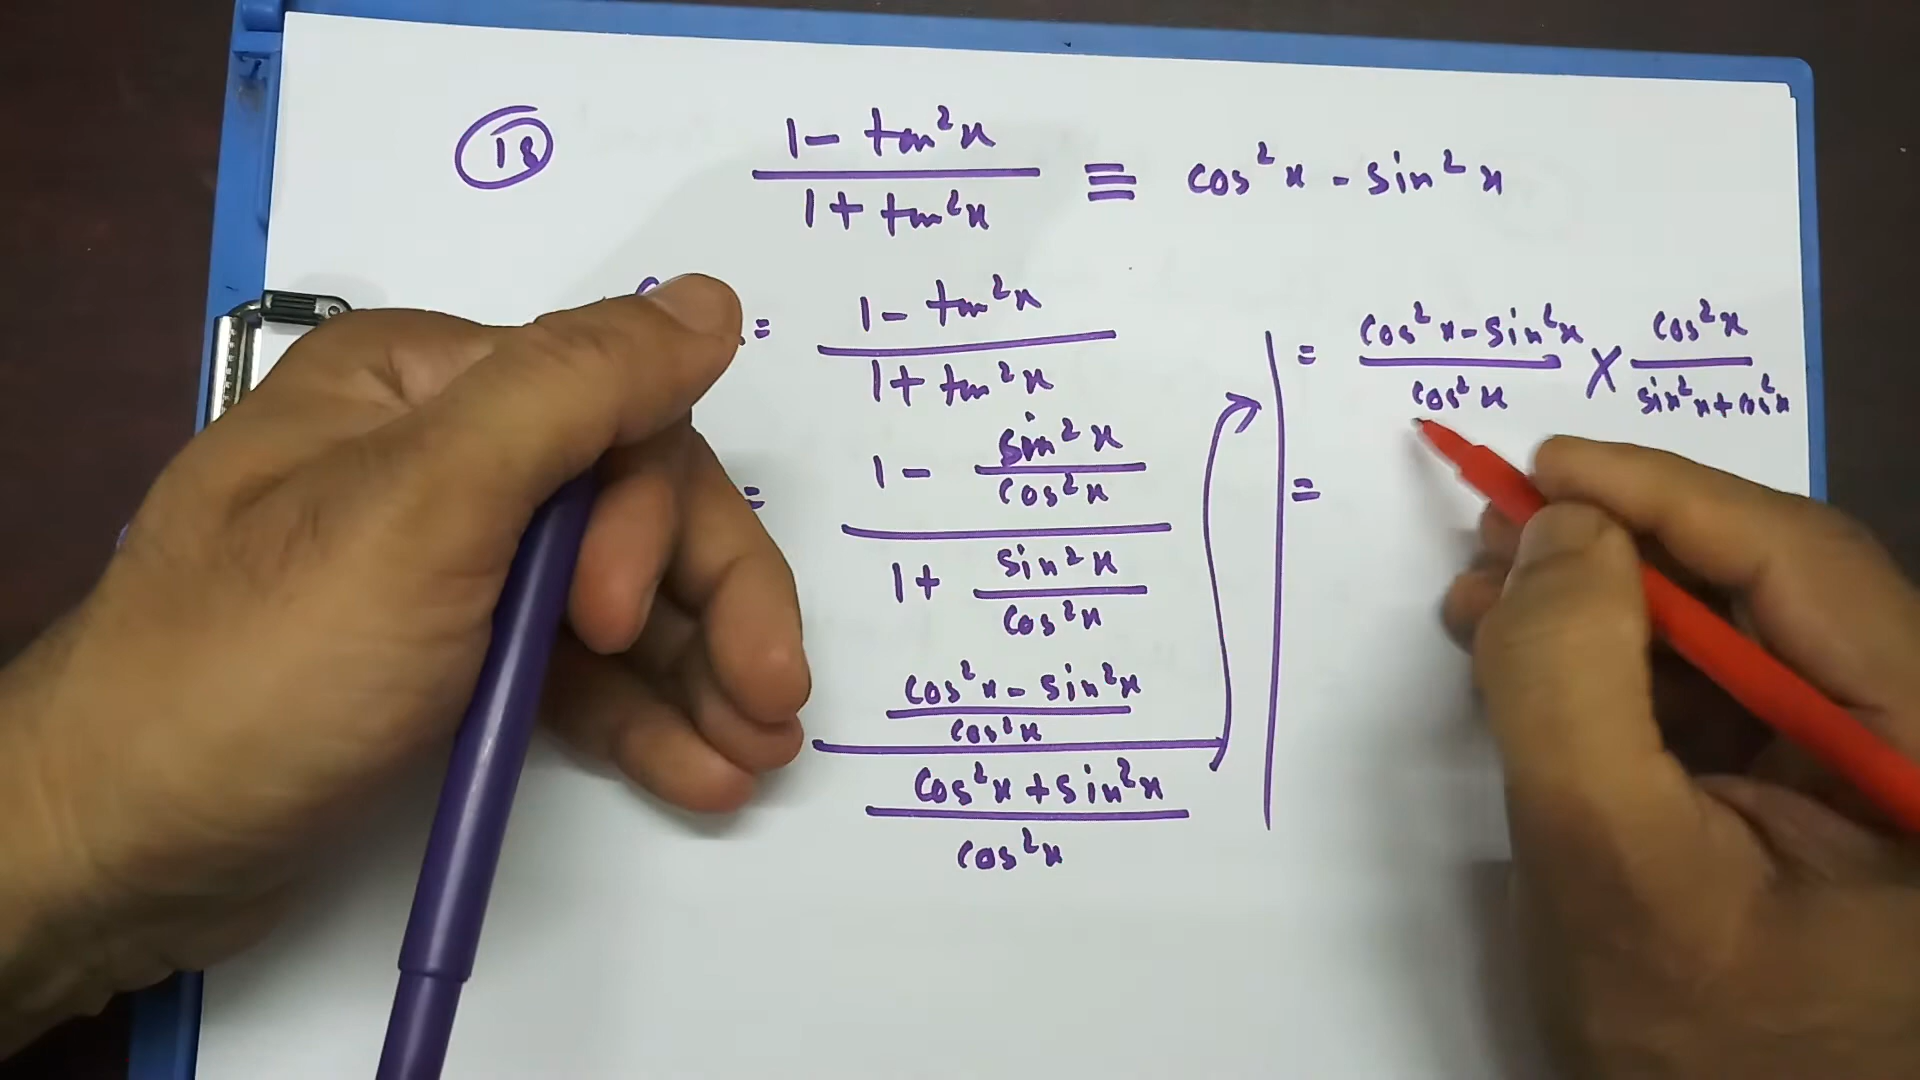 18
1 - tan²x
1 + tan²x
≡ cos²x - sin²x
= 1 - tan²x
1 + tan²x
= 1 - sin²x
cos²x
1 + sin²x
cos²x
cos²x - sin²x
cos²x
cos²x + sin²x
cos²x
= cos²x - sin²x
cos²x
× cos²x
sin²x + cos²x
=